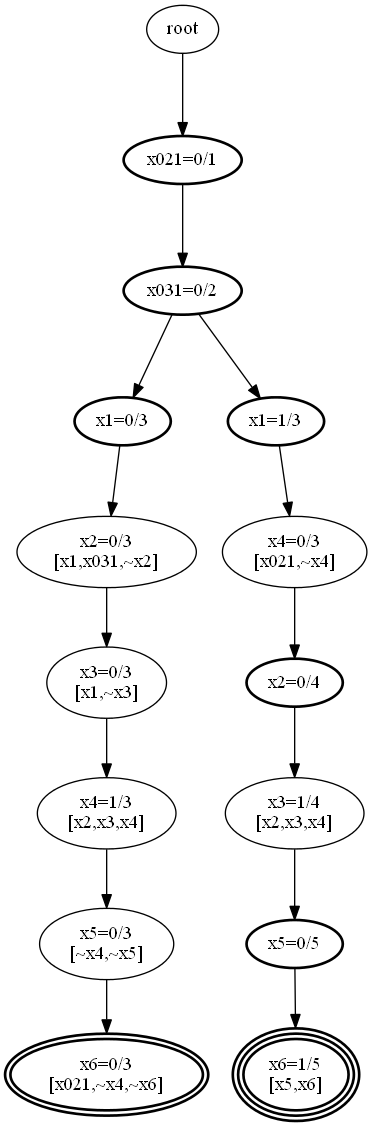 root
x021=0/1
x031=0/2
x1=0/3
x1=1/3
x2=0/3
[x1,x031,~x2]
x4=0/3
[x021,~x4]
x3=0/3
[x1,~x3]
x2=0/4
x4=1/3
[x2,x3,x4]
x3=1/4
[x2,x3,x4]
x5=0/3
[~x4,~x5]
x5=0/5
x6=0/3
[x021,~x4,~x6]
x6=1/5
[x5,x6]